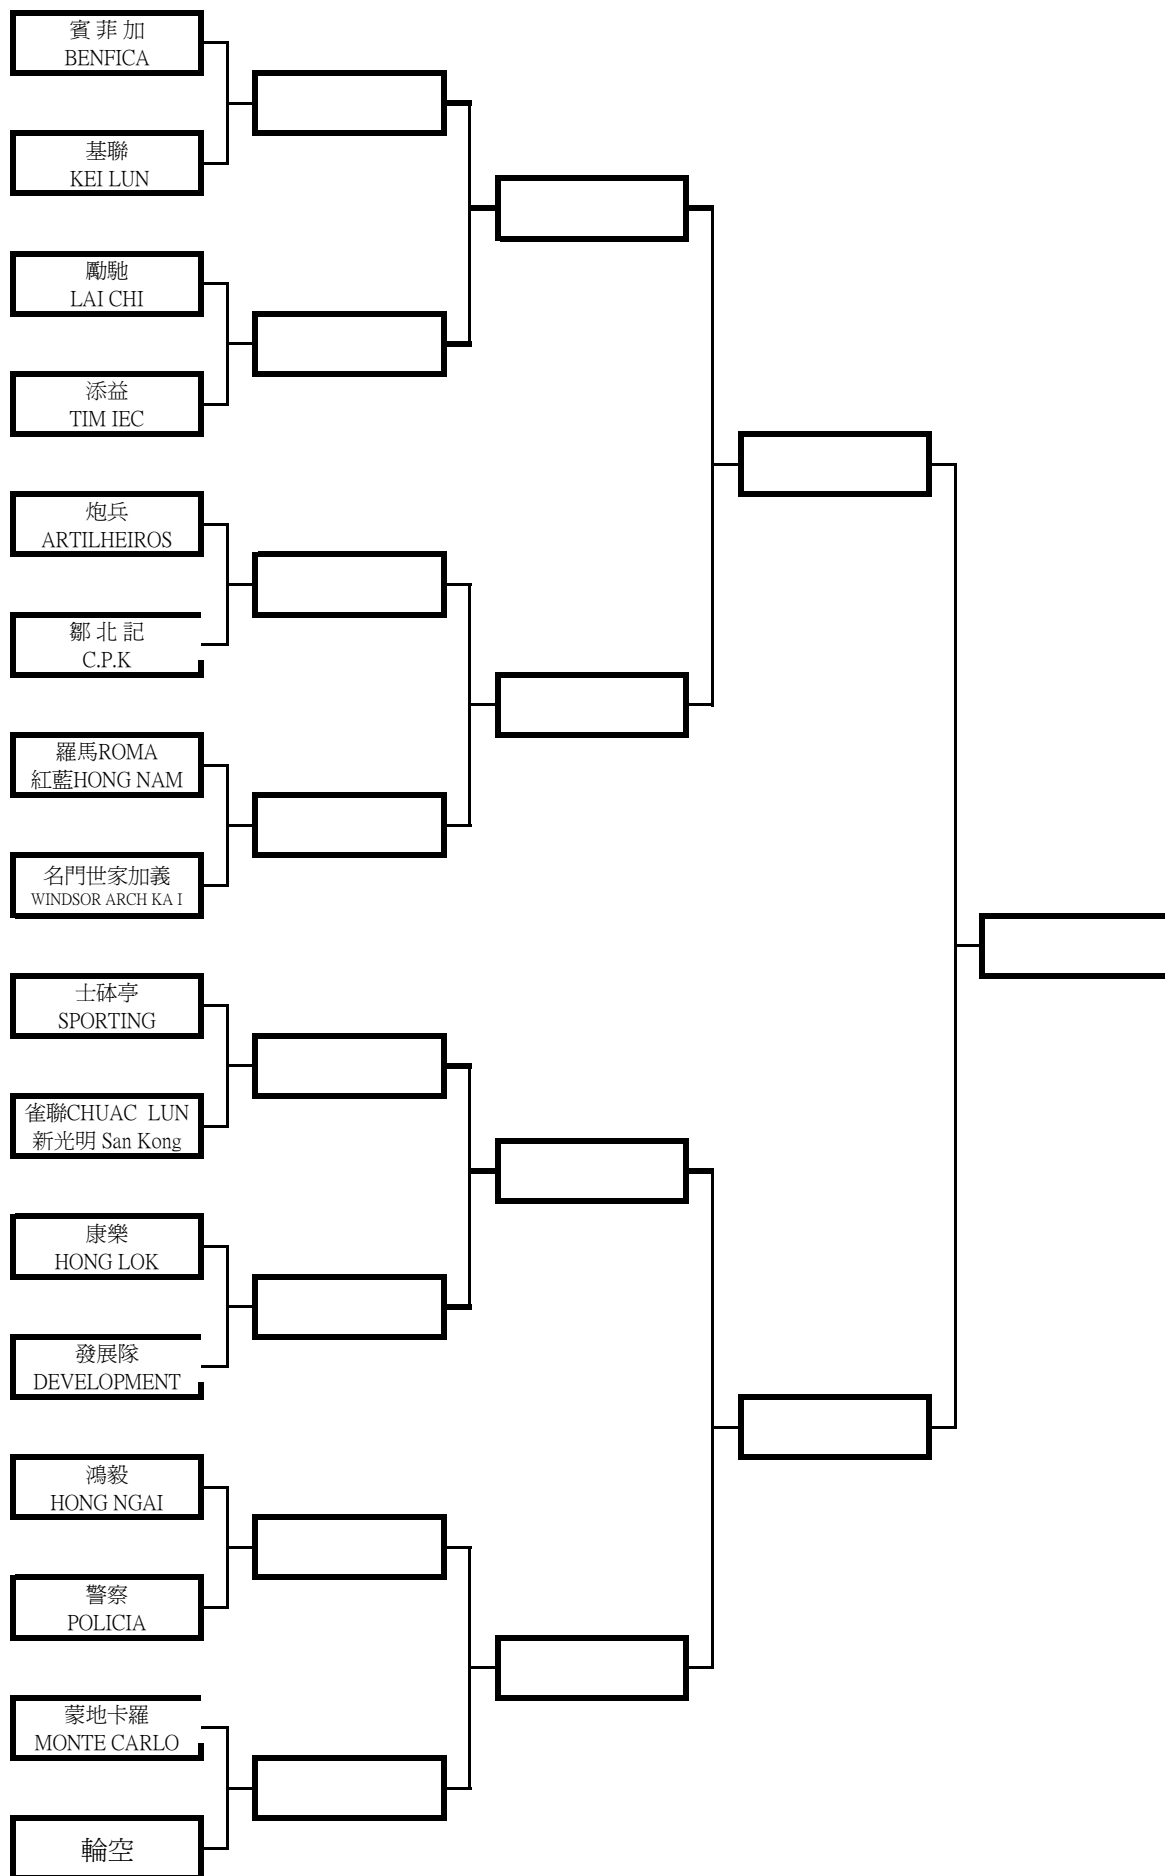 賓 菲 加
BENFICA
基聯
KEI LUN
勵馳
LAI CHI
添益
TIM IEC
炮兵
ARTILHEIROS
鄒 北 記
C.P.K
羅馬ROMA
紅藍HONG NAM
名門世家加義
WINDSOR ARCH KA I
士砵亭
SPORTING
雀聯CHUAC  LUN
新光明 San Kong
康樂
HONG LOK
發展隊
DEVELOPMENT
鴻毅
HONG NGAI
警察
POLICIA
蒙地卡羅
MONTE CARLO
輪空